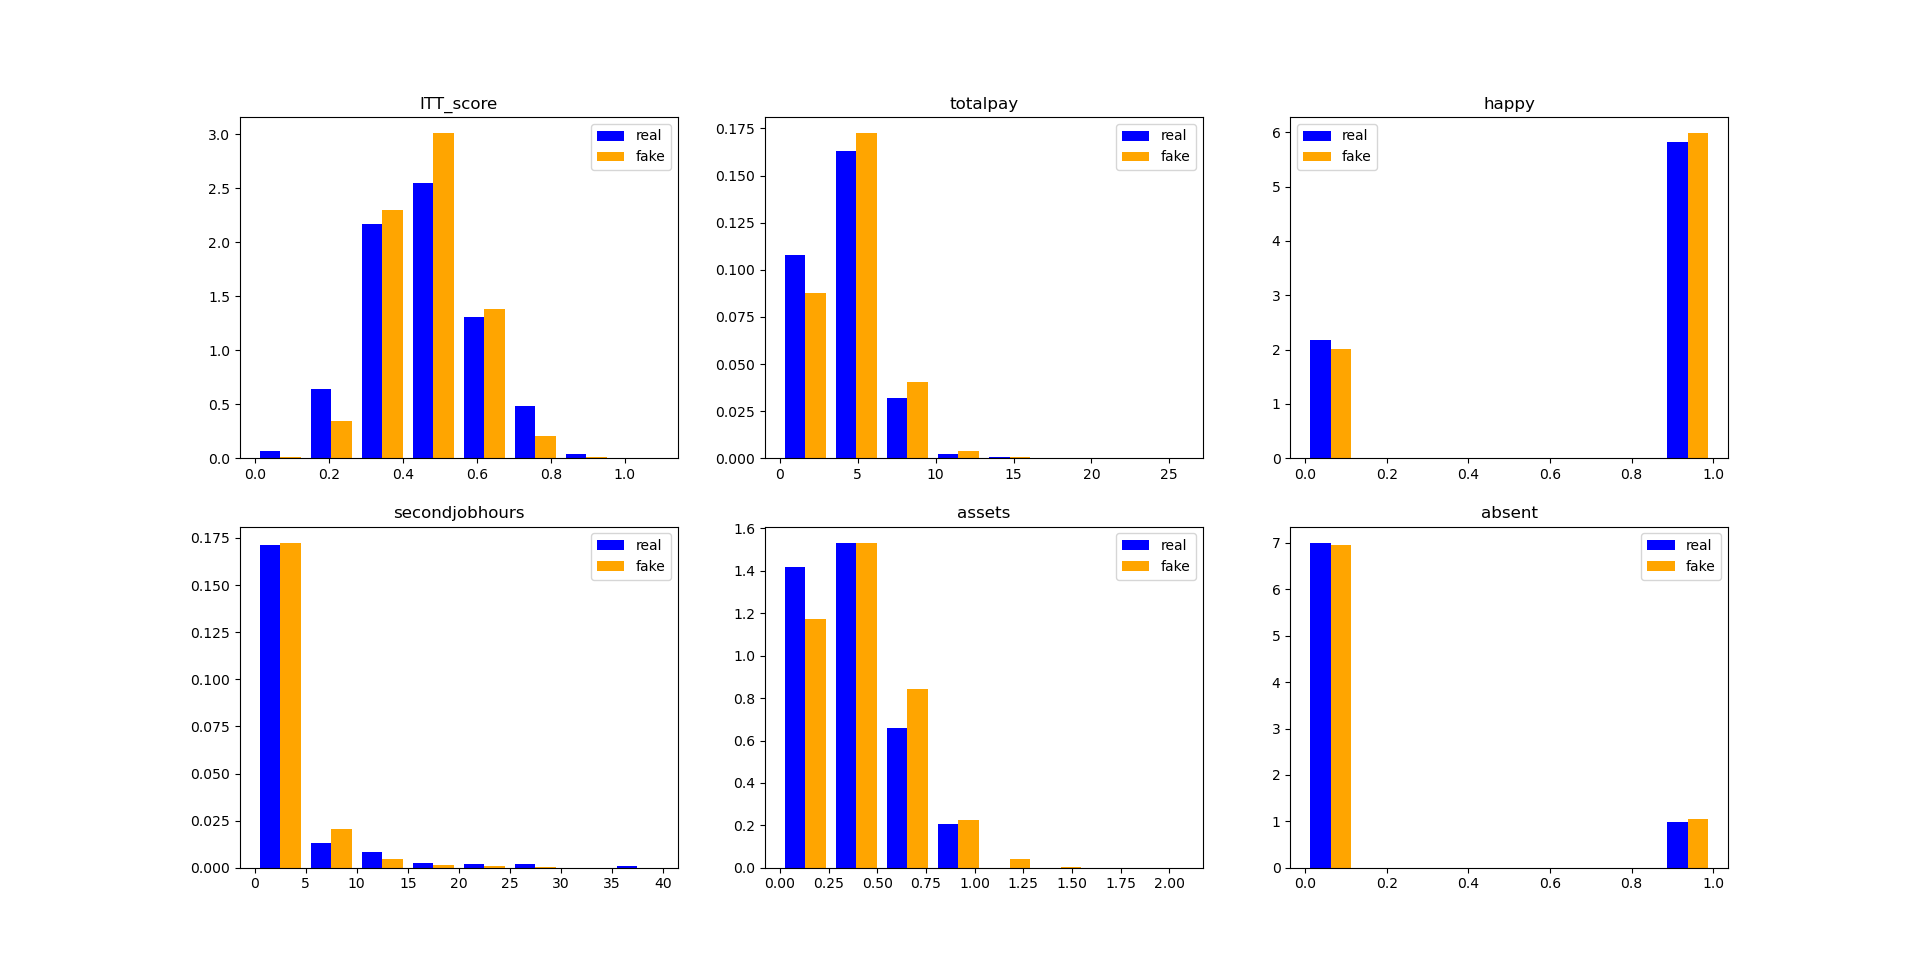 ITT_score
3.0
2.5
2.0
1.5
1.0
0.5
0.0
real
fake
0.0 0.2 0.4 0.6 0.8 1.0
totalpay
0.175
0.150
0.125
0.100
0.075
0.050
0.025
0.000
real
fake
0 5 10 15 20 25
happy
6
5
4
3
2
1
0
real
fake
0.0 0.2 0.4 0.6 0.8 1.0
secondjobhours
0.175
0.150
0.125
0.100
0.075
0.050
0.025
0.000
real
fake
0 5 10 15 20 25 30 35 40
assets
1.6
1.4
1.2
1.0
0.8
0.6
0.4
0.2
0.0
real
fake
0.00 0.25 0.50 0.75 1.00 1.25 1.50 1.75 2.00
absent
7
6
5
4
3
2
1
0
real
fake
0.0 0.2 0.4 0.6 0.8 1.0